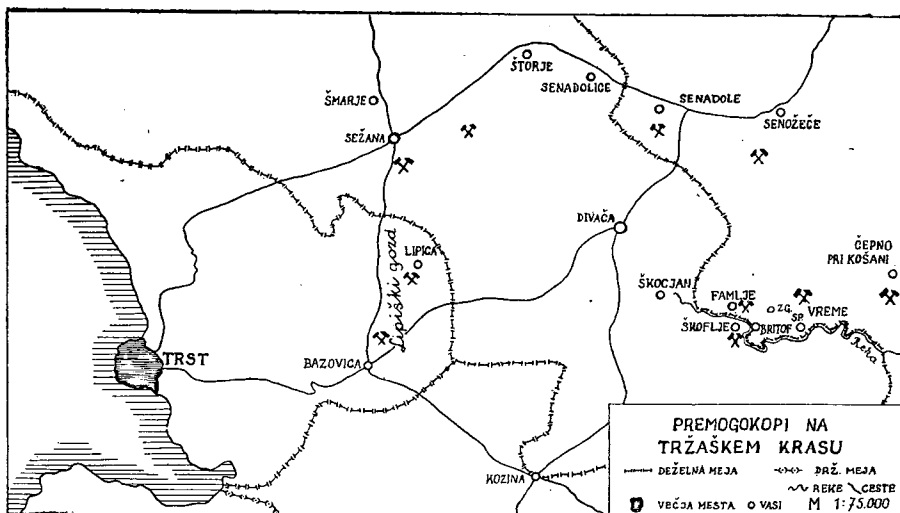 ŠTORJE
SENADOLICE
ŠMARJE
SENADOLE
SENOŽEČE
SEŽANA
DIVAČA
LIPICA
Lipiški gozd
ČEPNO
PRI KOŠANI
ŠKOCJAN
FAMLJE
ZG.
SP. VREME
ŠKOFLJE
BRITOF
Reka
TRST
BAZOVICA
KOZINA
PREMOGOKOPI NA
TRŽAŠKEM KRASU
DEŽELNA MEJA DRŽ. MEJA
REKE CESTE
VEČJA MESTA VASI M 1:75.000